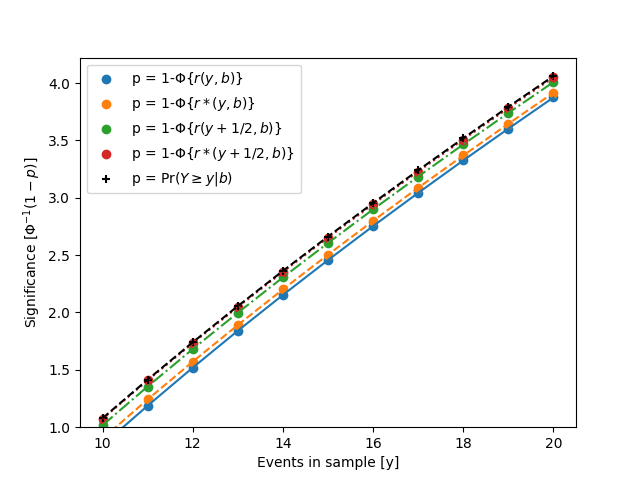 p = 1-Φ{r(y, b)}
p = 1-Φ{r * (y, b)}
p = 1-Φ{r(y + 1/2, b)}
p = 1-Φ{r * (y + 1/2, b)}
p = Pr(Y ≥ y|b)
4.0
3.5
3.0
2.5
2.0
1.5
1.0
Significance [Φ⁻¹(1 − p)]
10 12 14 16 18 20
Events in sample [y]